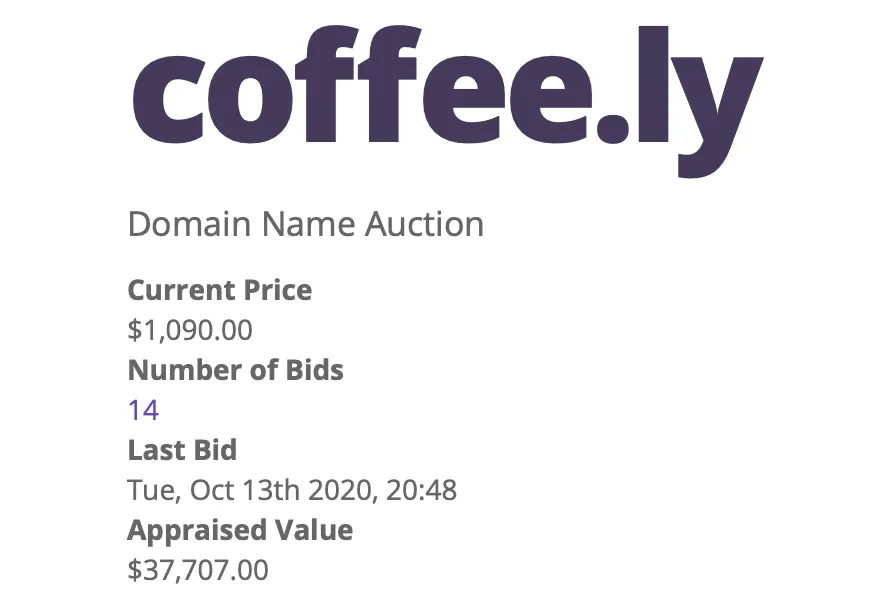 coffee.ly
Domain Name Auction
Current Price
$1,090.00
Number of Bids
14
Last Bid
Tue, Oct 13th 2020, 20:48
Appraised Value
$37,707.00